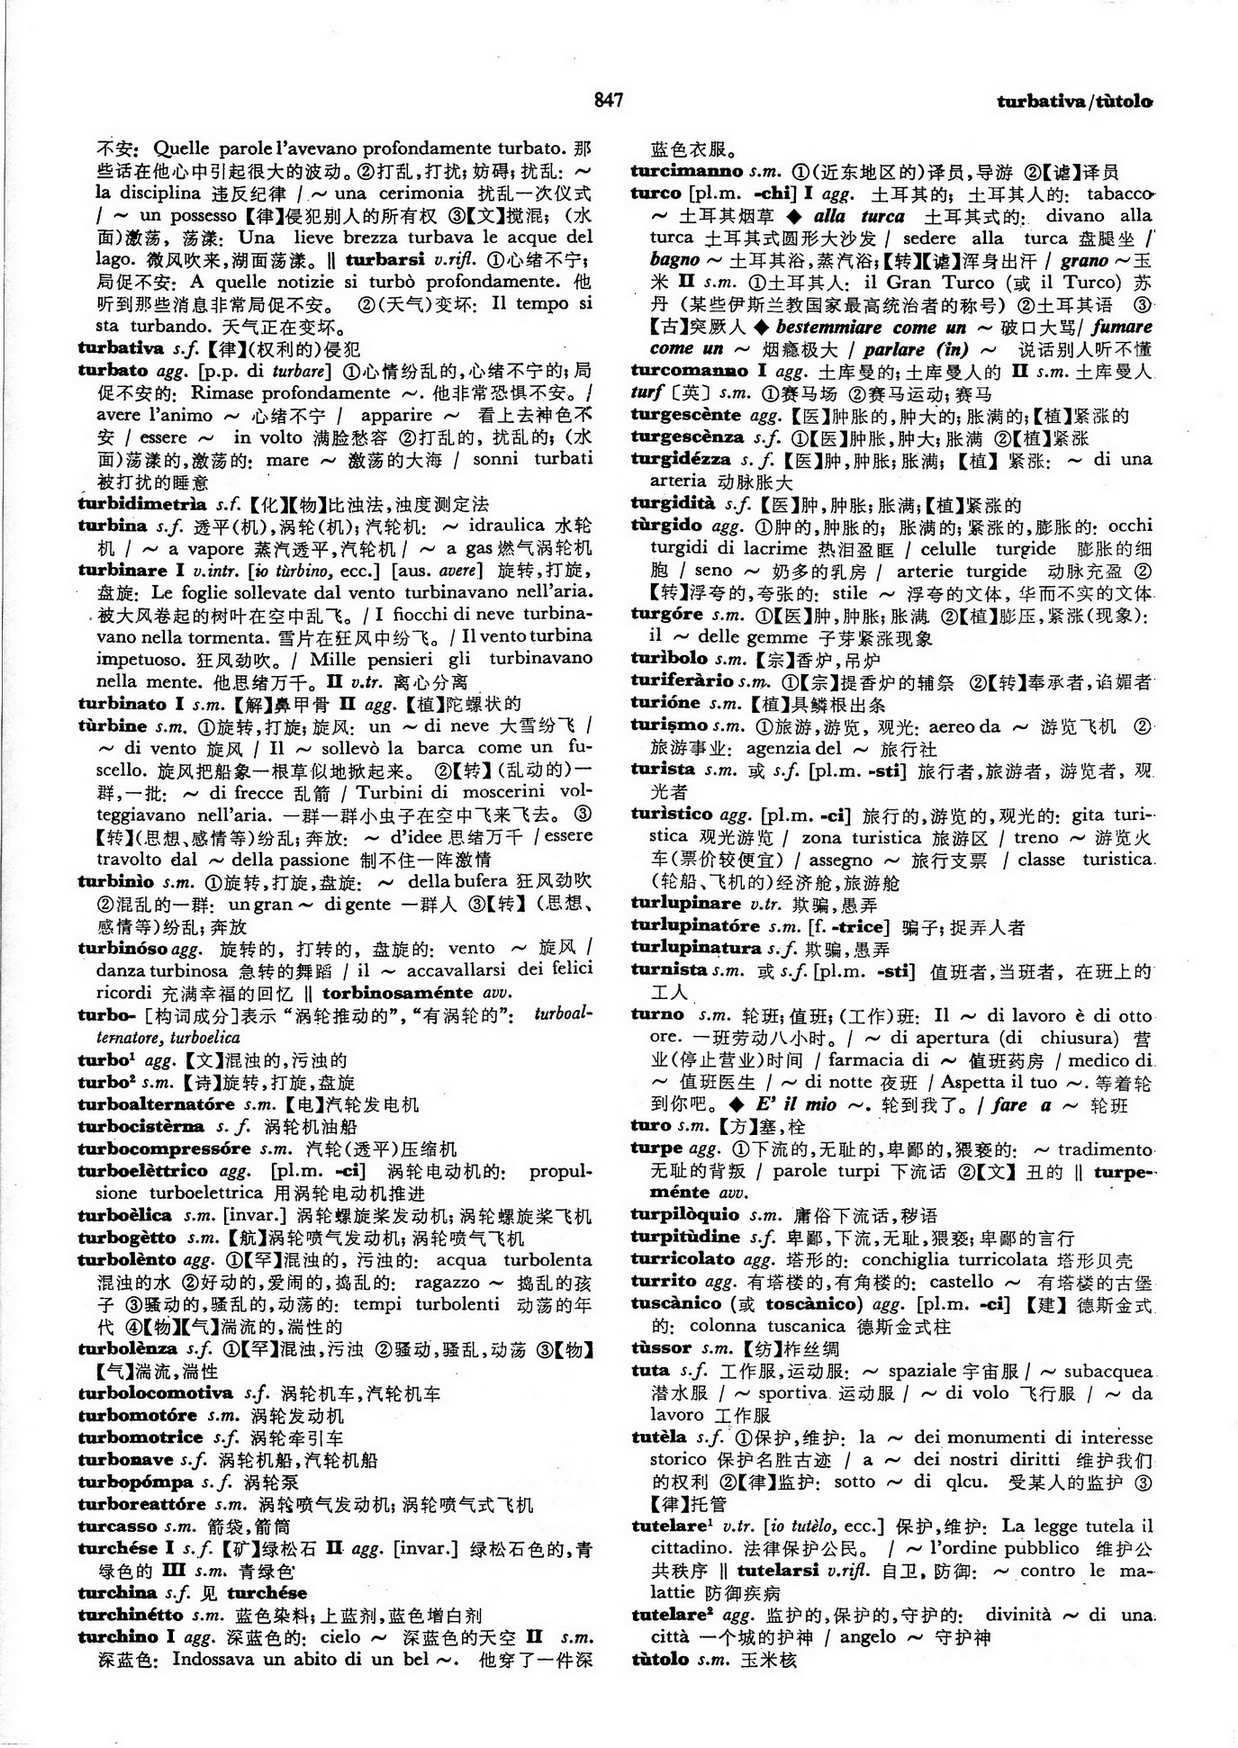 847
turbativa/tùtolo
不安: Quelle parole l'avevano profondamente turbato. 那
些话在他心中引起很大的波动。②打乱,打扰; 妨碍; 扰乱: ～
la disciplina 违反纪律 / ～ una cerimonia 扰乱一次仪式
/ ～ un possesso【律】侵犯别人的所有权 ③【文】搅混; (水
面)激荡, 荡漾: Una lieve brezza turbava le acque del
lago. 微风吹来,湖面荡漾。‖ turbarsi v.rifl. ①心绪不宁;
局促不安: A quelle notizie si turbò profondamente. 他
听到那些消息非常局促不安。 ②(天气)变坏: Il tempo si
sta turbando. 天气正在变坏。
turbativa s.f.【律】(权利的)侵犯
turbato agg. [p.p. di turbare] ①心情纷乱的,心绪不宁的; 局
促不安的: Rimase profondamente ～. 他非常恐惧不安。/
avere l'animo ～ 心绪不宁 / apparire ～ 看上去神色不
安 / essere ～ in volto 满脸愁容 ②打乱的, 扰乱的; (水
面)荡漾的,激荡的: mare ～ 激荡的大海 / sonni turbati
被打扰的睡意
turbidimetrìa s.f.【化】【物】比浊法,浊度测定法
turbina s.f. 透平(机),涡轮(机); 汽轮机: ～ idraulica 水轮
机 / ～ a vapore 蒸汽透平,汽轮机 / ～ a gas 燃气涡轮机
turbinare I v.intr. [io tùrbino, ecc.] [aus. avere] 旋转,打旋,
盘旋: Le foglie sollevate dal vento turbinavano nell'aria.
被大风卷起的树叶在空中乱飞。/ I fiocchi di neve turbina-
vano nella tormenta. 雪片在狂风中纷飞。/ Il vento turbina
impetuoso. 狂风劲吹。/ Mille pensieri gli turbinavano
nella mente. 他思绪万千。II v.tr. 离心分离
turbinato I s.m.【解】鼻甲骨 II agg.【植】陀螺状的
tùrbine s.m. ①旋转,打旋; 旋风: un ～ di neve 大雪纷飞 /
～ di vento 旋风 / Il ～ sollevò la barca come un fu-
scello. 旋风把船象一根草似地掀起来。 ②【转】(乱动的)一
群,一批: ～ di frecce 乱箭 / Turbini di moscerini vol-
teggiavano nell'aria. 一群一群小虫子在空中飞来飞去。③
【转】(思想、感情等)纷乱; 奔放: ～ d'idee 思绪万千 / essere
travolto dal ～ della passione 制不住一阵激情
turbinìo s.m. ①旋转,打旋,盘旋: ～ della bufera 狂风劲吹
②混乱的一群: un gran ～ di gente 一群人 ③【转】(思想、
感情等)纷乱; 奔放
turbinóso agg. 旋转的, 打转的, 盘旋的: vento ～ 旋风 /
danza turbinosa 急转的舞蹈 / il ～ accavallarsi dei felici
ricordi 充满幸福的回忆 ‖ torbinosaménte avv.
turbo- [构词成分]表示“涡轮推动的”, “有涡轮的”: turboal-
ternatore, turboelica
turbo¹ agg.【文】混浊的,污浊的
turbo² s.m.【诗】旋转,打旋,盘旋
turboalternatóre s.m.【电】汽轮发电机
turbocistèrna s. f. 涡轮机油船
turbocompressóre s.m. 汽轮(透平)压缩机
turboelèttrico agg. [pl.m. -ci] 涡轮电动机的: propul-
sione turboelettrica 用涡轮电动机推进
turboèlica s.m. [invar.] 涡轮螺旋桨发动机; 涡轮螺旋桨飞机
turbogètto s.m.【航】涡轮喷气发动机; 涡轮喷气飞机
turbolènto agg. ①【罕】混浊的, 污浊的: acqua turbolenta
混浊的水 ②好动的,爱闹的,捣乱的: ragazzo ～ 捣乱的孩
子 ③骚动的,骚乱的,动荡的: tempi turbolenti 动荡的年
代 ④【物】【气】湍流的,湍性的
turbolènza s.f. ①【罕】混浊,污浊 ②骚动,骚乱,动荡 ③【物】
【气】湍流,湍性
turbolocomotiva s.f. 涡轮机车,汽轮机车
turbomotóre s.m. 涡轮发动机
turbomotrice s.f. 涡轮牵引车
turbonave s.f. 涡轮机船,汽轮机船
turbopómpa s.f. 涡轮泵
turboreattóre s.m. 涡轮喷气发动机; 涡轮喷气式飞机
turcasso s.m. 箭袋,箭筒
turchése I s.f.【矿】绿松石 II agg. [invar.] 绿松石色的,青
绿色的 III s.m. 青绿色
turchina s.f. 见 turchése
turchinétto s.m. 蓝色染料; 上蓝剂,蓝色增白剂
turchino I agg. 深蓝色的: cielo ～ 深蓝色的天空 II s.m.
深蓝色: Indossava un abito di un bel ～. 他穿了一件深
蓝色衣服。
turcimanno s.m. ①(近东地区的)译员,导游 ②【谑】译员
turco [pl.m. -chi] I agg. 土耳其的; 土耳其人的: tabacco
～ 土耳其烟草 ◆ alla turca 土耳其式的: divano alla
turca 土耳其式圆形大沙发 / sedere alla turca 盘腿坐 /
bagno ～ 土耳其浴,蒸汽浴;【转】【谑】浑身出汗 / grano ～玉
米 II s.m. ①土耳其人: il Gran Turco (或 il Turco) 苏
丹 (某些伊斯兰教国家最高统治者的称号) ②土耳其语 ③
【古】突厥人 ◆ bestemmiare come un ～ 破口大骂/ fumare
come un ～ 烟瘾极大 / parlare (in) ～ 说话别人听不懂
turcomanno I agg. 土库曼的; 土库曼人的 II s.m. 土库曼人
turf〔英〕s.m. ①赛马场 ②赛马运动; 赛马
turgescènte agg.【医】肿胀的,肿大的; 胀满的;【植】紧涨的
turgescènza s.f. ①【医】肿胀,肿大; 胀满 ②【植】紧涨
turgidézza s. f.【医】肿,肿胀; 胀满; 【植】紧涨: ～ di una
arteria 动脉胀大
turgidità s.f.【医】肿,肿胀; 胀满;【植】紧涨的
tùrgido agg. ①肿的,肿胀的; 胀满的; 紧涨的,膨胀的: occhi
turgidi di lacrime 热泪盈眶 / celulle turgide 膨胀的细
胞 / seno ～ 奶多的乳房 / arterie turgide 动脉充盈 ②
【转】浮夸的,夸张的: stile ～ 浮夸的文体, 华而不实的文体
turgóre s.m. ①【医】肿,肿胀; 胀满 ②【植】膨压,紧涨(现象):
il ～ delle gemme 子芽紧涨现象
turìbolo s.m.【宗】香炉,吊炉
turiferàrio s.m. ①【宗】提香炉的辅祭 ②【转】奉承者,谄媚者
turióne s.m.【植】具鳞根出条
turismo s.m. ①旅游,游览, 观光: aereo da ～ 游览飞机 ②
旅游事业: agenzia del ～ 旅行社
turista s.m. 或 s.f. [pl.m. -sti] 旅行者,旅游者, 游览者, 观
光者
turìstico agg. [pl.m. -ci] 旅行的,游览的,观光的: gita turi-
stica 观光游览 / zona turistica 旅游区 / treno ～ 游览火
车(票价较便宜) / assegno ～ 旅行支票 / classe turistica
(轮船、飞机的)经济舱,旅游舱
turlupinare v.tr. 欺骗,愚弄
turlupinatóre s.m. [f. -trice] 骗子; 捉弄人者
turlupinatura s.f. 欺骗,愚弄
turnista s.m. 或 s.f. [pl.m. -sti] 值班者,当班者, 在班上的
工人
turno s.m. 轮班; 值班; (工作)班: Il ～ di lavoro è di otto
ore. 一班劳动八小时。/ ～ di apertura (di chiusura) 营
业(停止营业)时间 / farmacia di ～ 值班药房 / medico di
～ 值班医生 / ～ di notte 夜班 / Aspetta il tuo ～. 等着轮
到你吧。◆ E' il mio ～. 轮到我了。/ fare a ～ 轮班
turo s.m.【方】塞,栓
turpe agg. ①下流的,无耻的,卑鄙的,猥亵的: ～ tradimento
无耻的背叛 / parole turpi 下流话 ②【文】丑的 ‖ turpe-
ménte avv.
turpilòquio s.m. 庸俗下流话,秽语
turpitùdine s.f. 卑鄙,下流,无耻,猥亵; 卑鄙的言行
turricolato agg. 塔形的: conchiglia turricolata 塔形贝壳
turrito agg. 有塔楼的,有角楼的: castello ～ 有塔楼的古堡
tuscànico (或 toscànico) agg. [pl.m. -ci]【建】德斯金式
的: colonna tuscanica 德斯金式柱
tùssor s.m.【纺】柞丝绸
tuta s.f. 工作服,运动服: ～ spaziale 宇宙服 / ～ subacquea
潜水服 / ～ sportiva 运动服 / ～ di volo 飞行服 / ～ da
lavoro 工作服
tutèla s.f. ①保护,维护: la ～ dei monumenti di interesse
storico 保护名胜古迹 / a ～ dei nostri diritti 维护我们
的权利 ②【律】监护: sotto ～ di qlcu. 受某人的监护 ③
【律】托管
tutelare¹ v.tr. [io tutèlo, ecc.] 保护,维护: La legge tutela il
cittadino. 法律保护公民。 / ～ l'ordine pubblico 维护公
共秩序 ‖ tutelarsi v.rifl. 自卫, 防御: ～ contro le ma-
lattie 防御疾病
tutelare² agg. 监护的,保护的,守护的: divinità ～ di una
città 一个城的护神 / angelo ～ 守护神
tùtolo s.m. 玉米核